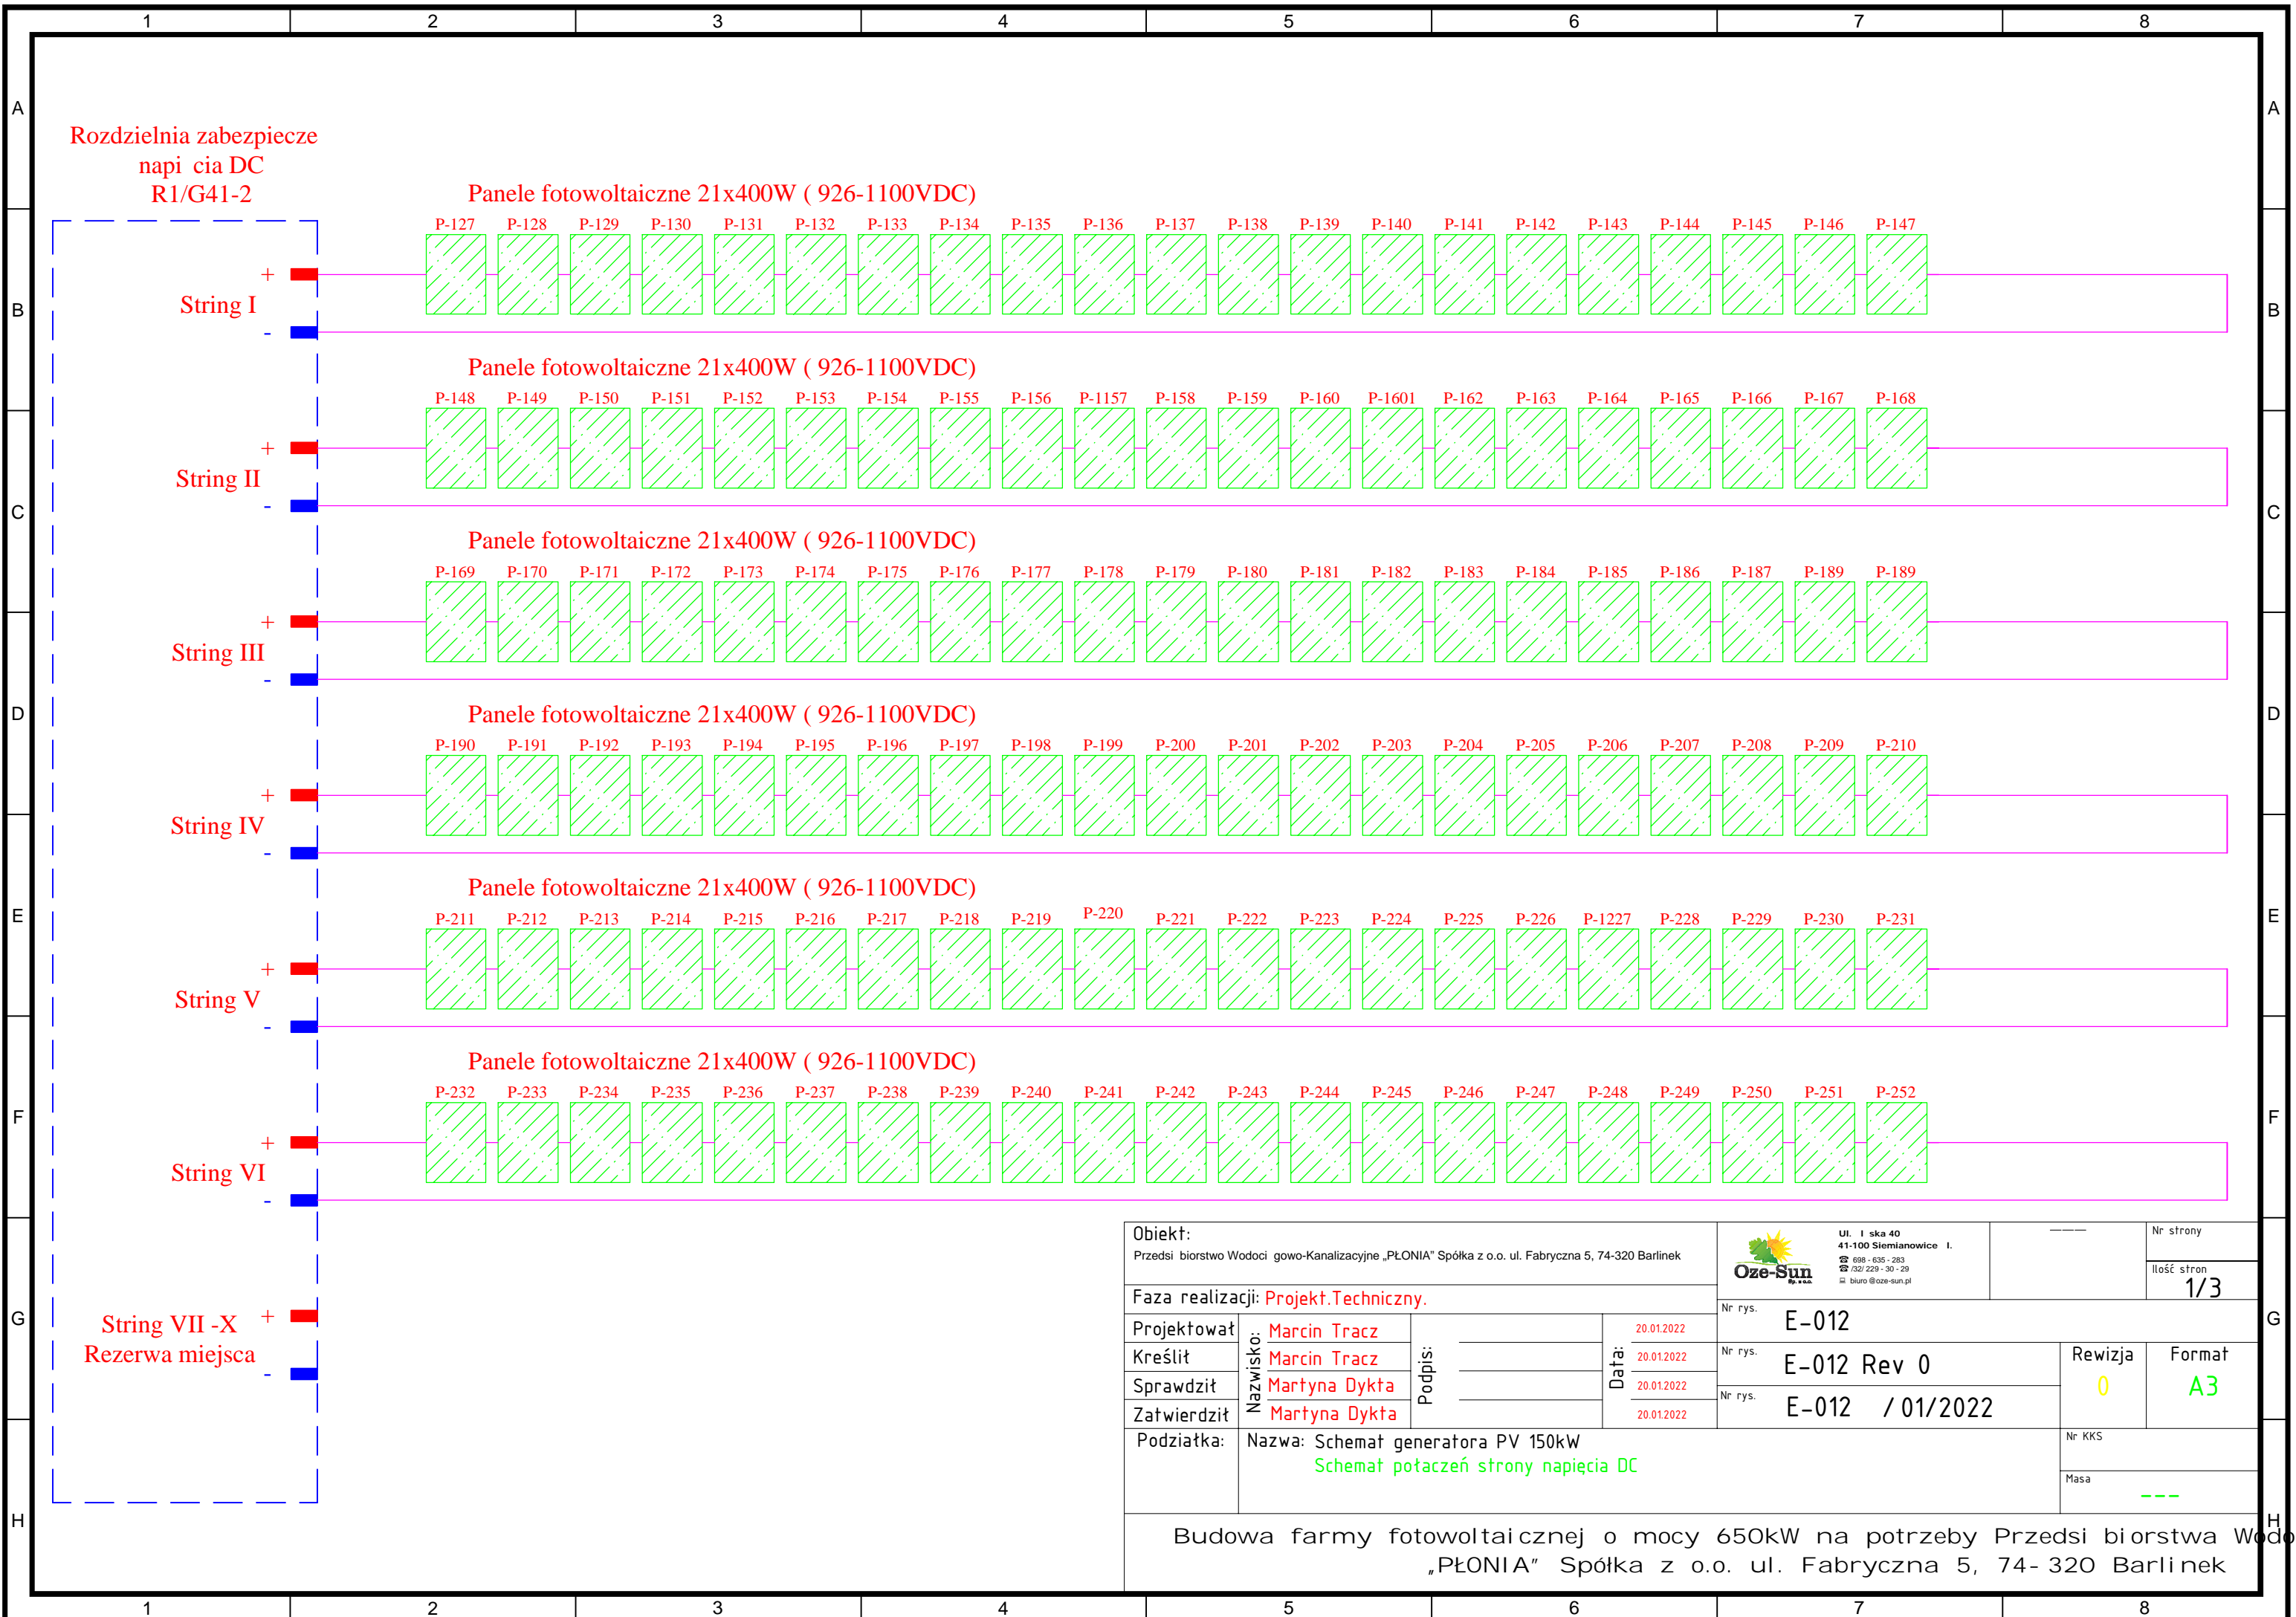 1 2 3 4 5 6 7 8
A A
Rozdzielnia zabezpiecze
napi cia DC
R1/G41-2
Panele fotowoltaiczne 21x400W ( 926-1100VDC)
P-127 P-128 P-129 P-130 P-131 P-132 P-133 P-134 P-135 P-136 P-137 P-138 P-139 P-140 P-141 P-142 P-143 P-144 P-145 P-146 P-147
+
B String I B
-
Panele fotowoltaiczne 21x400W ( 926-1100VDC)
P-148 P-149 P-150 P-151 P-152 P-153 P-154 P-155 P-156 P-1157 P-158 P-159 P-160 P-1601 P-162 P-163 P-164 P-165 P-166 P-167 P-168
+
String II
-
C C
Panele fotowoltaiczne 21x400W ( 926-1100VDC)
P-169 P-170 P-171 P-172 P-173 P-174 P-175 P-176 P-177 P-178 P-179 P-180 P-181 P-182 P-183 P-184 P-185 P-186 P-187 P-189 P-189
+
String III
-
D D
Panele fotowoltaiczne 21x400W ( 926-1100VDC)
P-190 P-191 P-192 P-193 P-194 P-195 P-196 P-197 P-198 P-199 P-200 P-201 P-202 P-203 P-204 P-205 P-206 P-207 P-208 P-209 P-210
+
String IV
-
Panele fotowoltaiczne 21x400W ( 926-1100VDC)
E E
P-211 P-212 P-213 P-214 P-215 P-216 P-217 P-218 P-219 P-220 P-221 P-222 P-223 P-224 P-225 P-226 P-1227 P-228 P-229 P-230 P-231
+
String V
-
Panele fotowoltaiczne 21x400W ( 926-1100VDC)
P-232 P-233 P-234 P-235 P-236 P-237 P-238 P-239 P-240 P-241 P-242 P-243 P-244 P-245 P-246 P-247 P-248 P-249 P-250 P-251 P-252
F F
+
String VI
-
+
String VII -X
Rezerwa miejsca
-
G G
Obiekt:
Przedsi biorstwo Wodoci gowo-Kanalizacyjne „PŁONIA" Spółka z o.o. ul. Fabryczna 5, 74-320 Barlinek
Oze-Sun
Sp. z o.o.
Ul. l ska 40
41-100 Siemianowice l.
698 - 635 - 283
/32/ 229 - 30 - 29
biuro @oze-sun.pl
———
Nr strony
Ilość stron
1/3
Faza realizacji: Projekt.Techniczny.
Nr rys. E-012
Projektował Marcin Tracz 20.01.2022
Kreślił Marcin Tracz 20.01.2022
Sprawdził Martyna Dykta 20.01.2022
Zatwierdził Martyna Dykta 20.01.2022
Nazwisko:
Podpis:
Data:
Nr rys. E-012 Rev 0
Nr rys. E-012 /01/2022
Rewizja
0
Format
A3
Podziałka:
Nazwa: Schemat generatora PV 150kW
Schemat potaczeń strony napięcia DC
Nr KKS
Masa
---
H H
Budowa farmy fotowoltaicznej o mocy 650kW na potrzeby Przedsi biorstwa Wodo
„PŁONIA" Spółka z o.o. ul. Fabryczna 5, 74-320 Barlinek
1 2 3 4 5 6 7 8